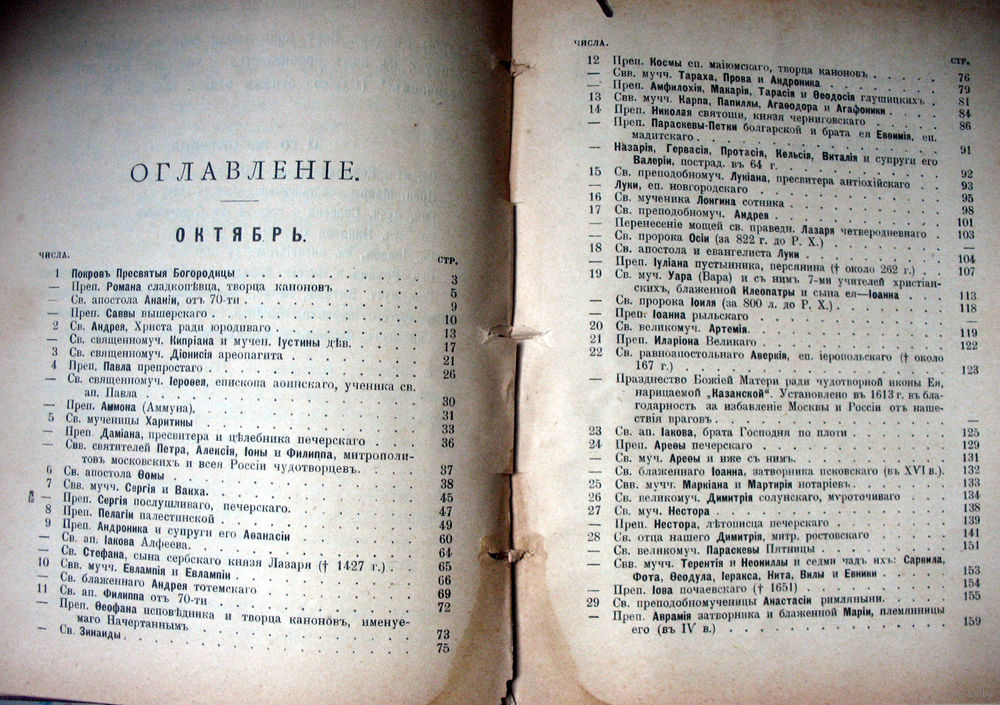 ОГЛАВЛЕНІЕ.
ОКТЯБРЬ.
ЧИСЛА. СТР.
1 Покровъ Пресвятыя Богородицы 3
— Преп. Романа сладкопѣвца, творца каноновъ 5
— Св. апостола Ананіи, отъ 70-ти 9
— Преп. Саввы вышерскаго 10
2 Св. Андрея, Христа ради юродиваго 13
— Св. священномуч. Кипріана и мучен. Іустины дѣв. 17
3 Св. священномуч. Діонисія ареопагита 21
4 Преп. Павла препростаго 26
— Св. священномуч. Іероѳея, епископа аѳинскаго, ученика св.
ап. Павла 30
— Преп. Аммона (Аммуна). 31
5 Св. мученицы Харитины 33
— Преп. Даміана, пресвитера и цѣлебника печерскаго 36
— Свв. святителей Петра, Алексія, Іоны и Филиппа, митрополи-
товъ московскихъ и всея Россіи чудотворцевъ. 37
6 Св. апостола Ѳомы 38
7 Свв. мучч. Сергія и Вакха. 45
— Преп. Сергія послушливаго, печерскаго. 47
8 Преп. Пелагіи палестинской 49
9 Преп. Андроника и супруги его Аѳанасіи 60
— Св. ап. Іакова Алфеева. 64
— Св. Стефана, сына сербскаго князя Лазаря († 1427 г.) 65
10 Свв. мучч. Евлампія и Евлампіи 66
— Св. блаженнаго Андрея тотемскаго 69
11 Св. ап. Филиппа отъ 70-ти 72
— Преп. Ѳеофана исповѣдника и творца каноновъ, именуе-
маго Начертаннымъ 73
— Св. Зинаиды 75
ЧИСЛА. СТР.
12 Преп. Космы еп. маіюмскаго, творца каноновъ 76
— Свв. мучч. Тараха, Прова и Андроника 79
— Преп. Амфилохія, Макарія, Тарасія и Ѳеодосія глушицкихъ 81
13 Свв. мучч. Карпа, Папиллы, Агаѳодора и Агафоники 84
14 Преп. Николая святоши, князя черниговскаго 86
— Преп. Параскевы-Петки болгарской и брата ея Евѳимія, еп.
мадитскаго 91
— Назарія, Гервасія, Протасія, Кельсія, Виталія и супруги его
Валеріи, пострад. въ 64 г. 92
15 Св. преподобномуч. Лукіана, пресвитера антіохійскаго 93
— Луки, еп. новгородскаго 95
16 Св. мученика Лонгина сотника 98
17 Св. преподобномуч. Андрея 101
— Перенесеніе мощей св. праведн. Лазаря четверодневнаго 103
— Св. пророка Осіи (за 822 г. до Р. Х.) —
18 Св. апостола и евангелиста Луки 104
— Преп. Іуліана пустынника, персянина († около 262 г.) 107
19 Св. муч. Уара (Вара) и съ нимъ 7-ми учителей христіан-
скихъ, блаженной Клеопатры и сына ея—Іоанна 113
— Св. пророка Іоиля (за 800 л. до Р. Х.) 118
— Преп. Іоанна рыльскаго —
20 Св. великомуч. Артемія. 119
21 Преп. Иларіона Великаго 122
22 Св. равноапостольнаго Аверкія, еп. іеропольскаго († около
167 г.) 123
— Празднество Божіей Матери ради чудотворной иконы Ея,
нарицаемой „Казанской“. Установлено въ 1613 г. въ бла-
годарность за избавленіе Москвы и Россіи отъ наше-
ствія враговъ —
23 Св. ап. Іакова, брата Господня по плоти 125
24 Преп. Ареѳы печерскаго 129
— Св. муч. Ареѳы и иже съ нимъ. 131
— Св. блаженнаго Іоанна, затворника псковскаго (въ XVI в.). 132
25 Свв. муч. Маркіана и Мартирія нотаріевъ 133
26 Св. великомуч. Димитрія солунскаго, мѵроточиваго 134
27 Св. муч. Нестора 138
— Преп. Нестора, лѣтописца печерскаго 139
28 Св. отца нашего Димитрія, митр. ростовскаго 141
— Св. великомуч. Параскевы Пятницы 151
— Свв. муч. Терентія и Неониллы и седми чадъ ихъ: Сарвила,
Фота, Ѳеодула, Іеракса, Нита, Вилы и Евники 153
— Преп. Іова почаевскаго († 1651) 154
29 Св. преподобномученицы Анастасіи римляныни. 155
— Преп. Аврамія затворника и блаженной Маріи, племянницы
его (въ IV в.) 159